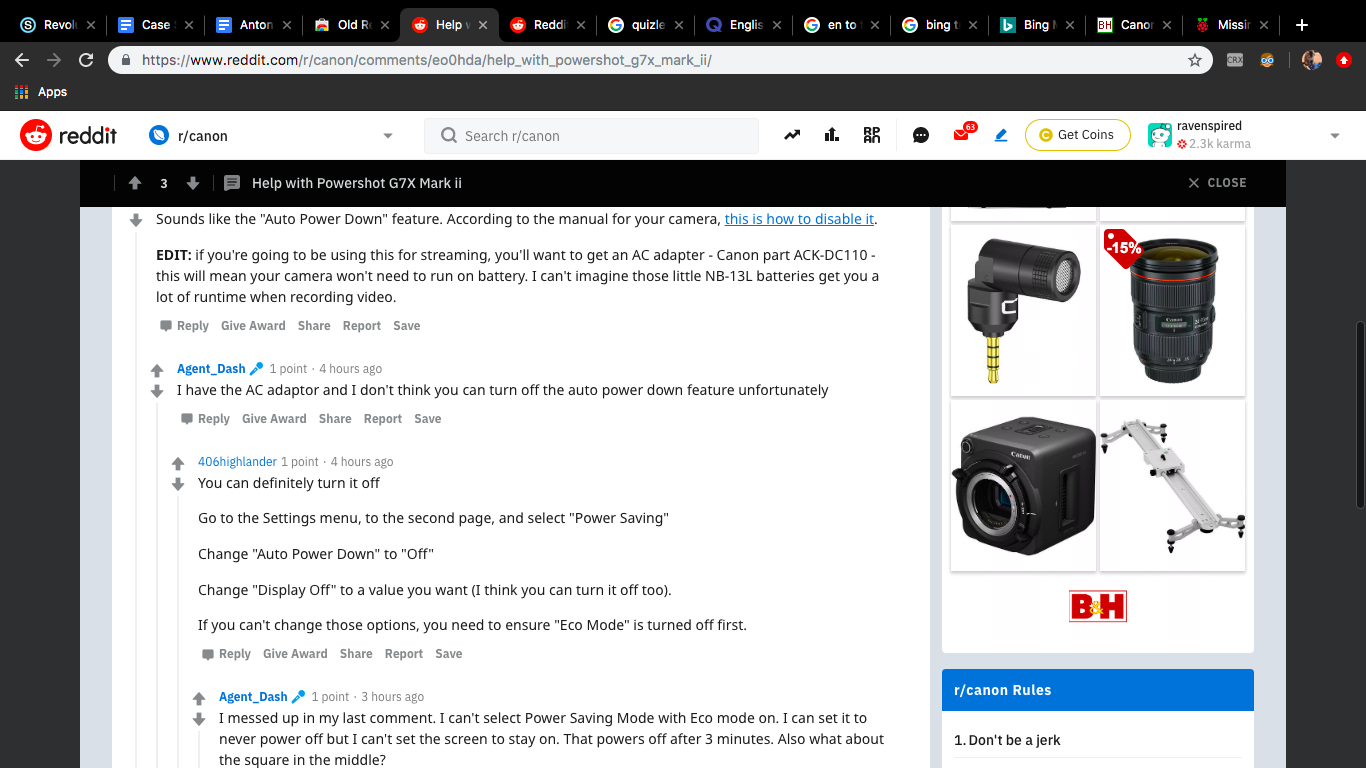 Revolu
Case
Anton
Old Re
Help w
Reddi
quizle
Englis
en to t
bing t
Bing M
BH Canon
Missin
https://www.reddit.com/r/canon/comments/eo0hda/help_with_powershot_g7x_mark_ii/
CRX
Apps
reddit
r/canon
Search r/canon
63
C Get Coins
ravenspired
2.3k karma
3
Help with Powershot G7X Mark ii
CLOSE
Sounds like the "Auto Power Down" feature. According to the manual for your camera, this is how to disable it.
EDIT: if you're going to be using this for streaming, you'll want to get an AC adapter - Canon part ACK-DC110 -
this will mean your camera won't need to run on battery. I can't imagine those little NB-13L batteries get you a
lot of runtime when recording video.
Reply Give Award Share Report Save
Agent_Dash 1 point · 4 hours ago
I have the AC adaptor and I don't think you can turn off the auto power down feature unfortunately
Reply Give Award Share Report Save
406highlander 1 point · 4 hours ago
You can definitely turn it off
Go to the Settings menu, to the second page, and select "Power Saving"
Change "Auto Power Down" to "Off"
Change "Display Off" to a value you want (I think you can turn it off too).
If you can't change those options, you need to ensure "Eco Mode" is turned off first.
Reply Give Award Share Report Save
Agent_Dash 1 point · 3 hours ago
I messed up in my last comment. I can't select Power Saving Mode with Eco mode on. I can set it to
never power off but I can't set the screen to stay on. That powers off after 3 minutes. Also what about
the square in the middle?
-15%
Canon
Canon
B&H
r/canon Rules
1. Don't be a jerk